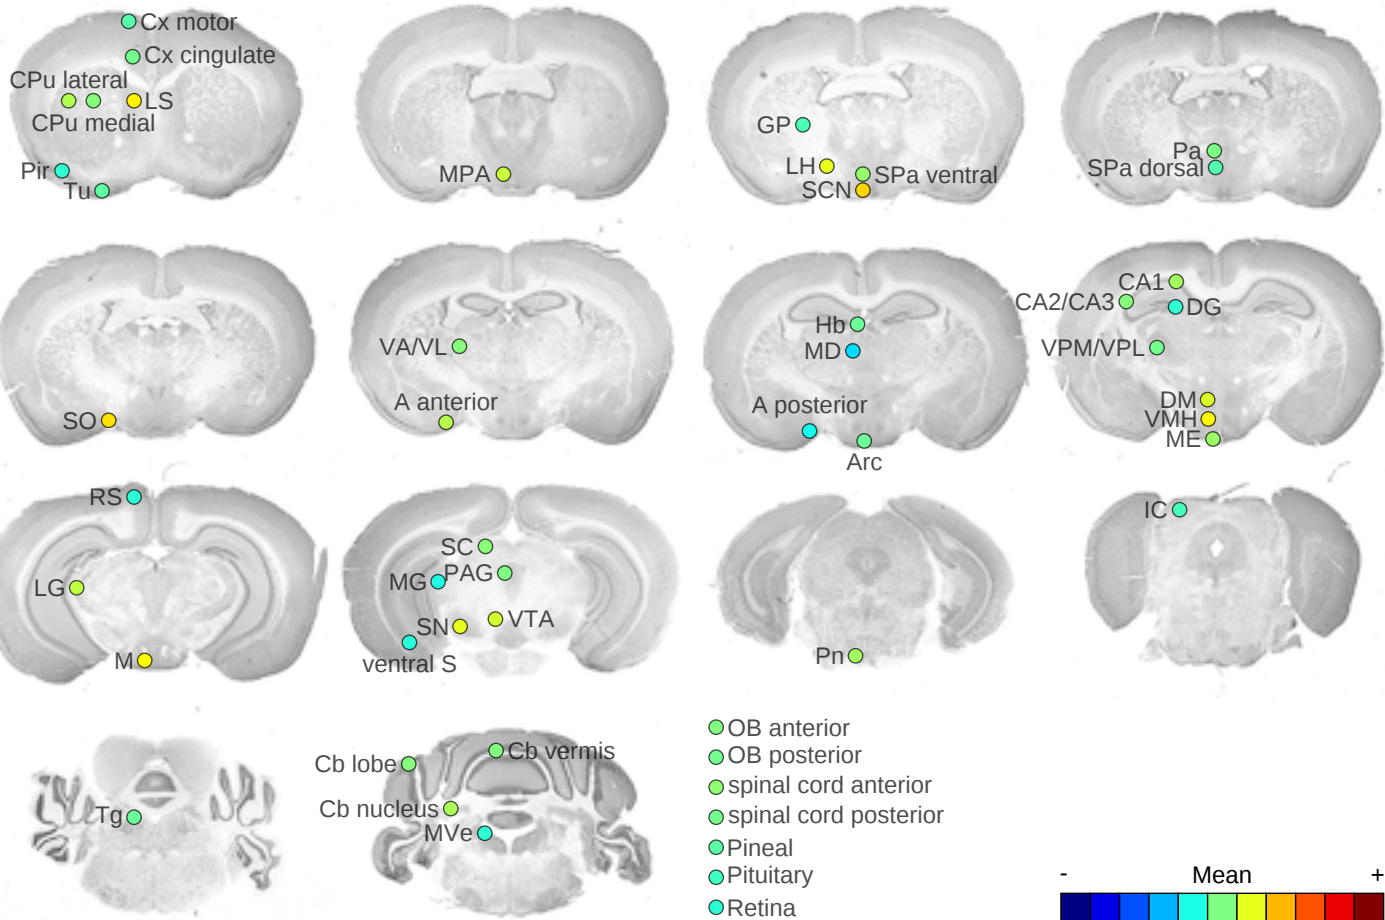 Cx motor
Cx cingulate
CPu lateral
LS
CPu medial
Pir
Tu
MPA
GP
LH
SPa ventral
SCN
Pa
SPa dorsal
SO
VA/VL
A anterior
Hb
MD
A posterior
Arc
CA1
CA2/CA3
DG
VPM/VPL
DM
VMH
ME
RS
LG
M
SC
PAG
MG
SN
VTA
ventral S
Pn
IC
Tg
Cb lobe
Cb vermis
Cb nucleus
MVe
OB anterior
OB posterior
spinal cord anterior
spinal cord posterior
Pineal
Pituitary
Retina
- Mean +